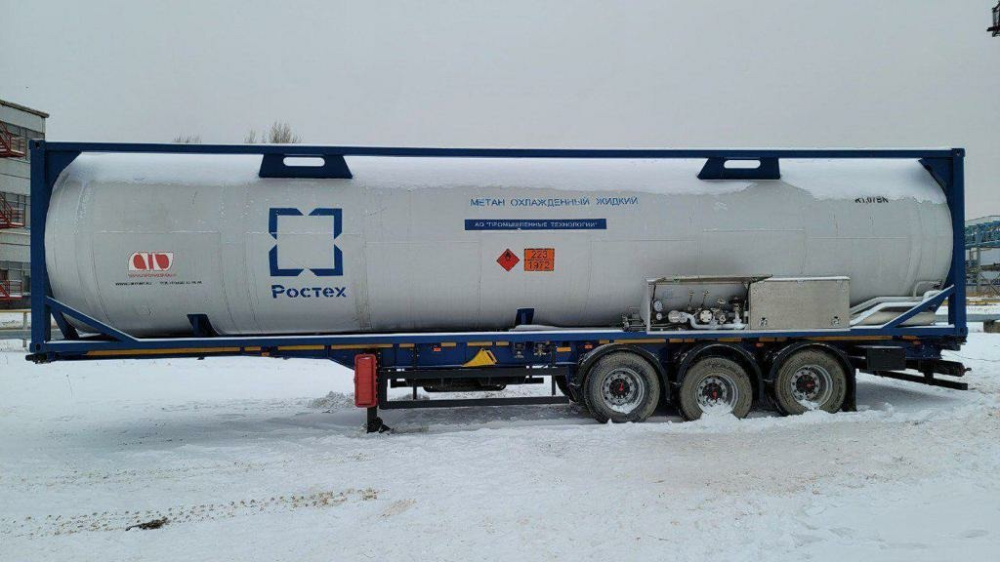 МЕТАН ОХЛАЖДЕННЫЙ ЖИДКИЙ
АО "ПРОМЫШЛЕННЫЕ ТЕХНОЛОГИИ"
Ростех
223
1972